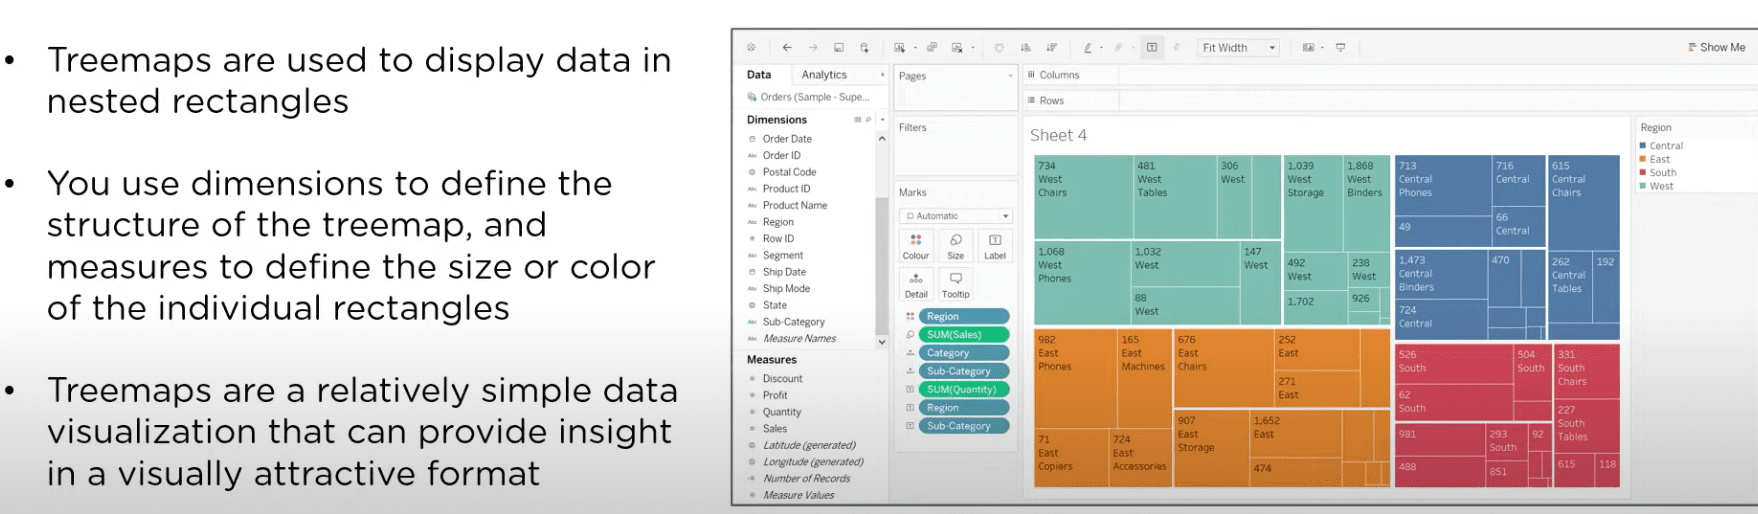 • Treemaps are used to display data in
nested rectangles
• You use dimensions to define the
structure of the treemap, and
measures to define the size or color
of the individual rectangles
• Treemaps are a relatively simple data
visualization that can provide insight
in a visually attractive format
Fit Width
Show Me
Data
Analytics
Orders (Sample - Supe...
Dimensions
Order Date
Abc Order ID
Postal Code
Abc Product ID
Abc Product Name
Abc Region
Row ID
Abc Segment
Ship Date
Abc Ship Mode
State
Abc Sub-Category
Abc Measure Names
Measures
# Discount
# Profit
# Quantity
# Sales
Latitude (generated)
Longitude (generated)
Number of Records
Measure Values
Pages
Filters
Marks
Automatic
Colour
Size
Label
Detail
Tooltip
Region
SUM(Sales)
Category
Sub-Category
SUM(Quantity)
Region
Sub-Category
Columns
Rows
Sheet 4
734
West
Chairs
481
West
Tables
306
West
1,039
West
Storage
1,868
West
Binders
1,068
West
Phones
1,032
West
147
West
88
West
492
West
238
West
1,702
926
713
Central
Phones
716
Central
615
Central
Chairs
49
66
Central
1,473
Central
Binders
470
262
Central
Tables
192
724
Central
982
East
Phones
165
East
Machines
676
East
Chairs
252
East
271
East
71
East
Copiers
724
East
Accessories
907
East
Storage
1,652
East
474
526
South
504
South
331
South
Chairs
62
South
227
South
Tables
981
293
South
92
488
851
615
118
Region
Central
East
South
West